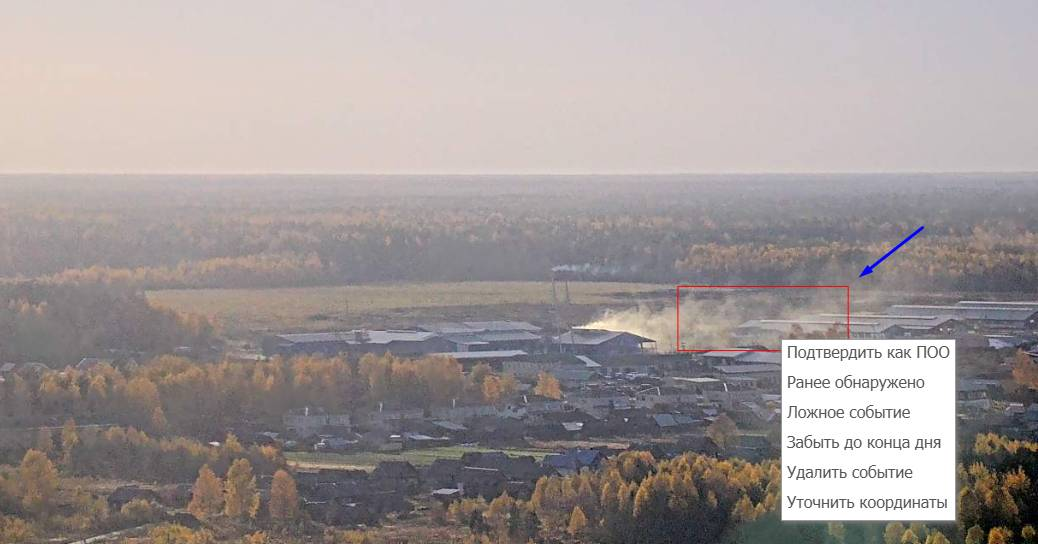 Подтвердить как ПОО
Ранее обнаружено
Ложное событие
Забыть до конца дня
Удалить событие
Уточнить координаты